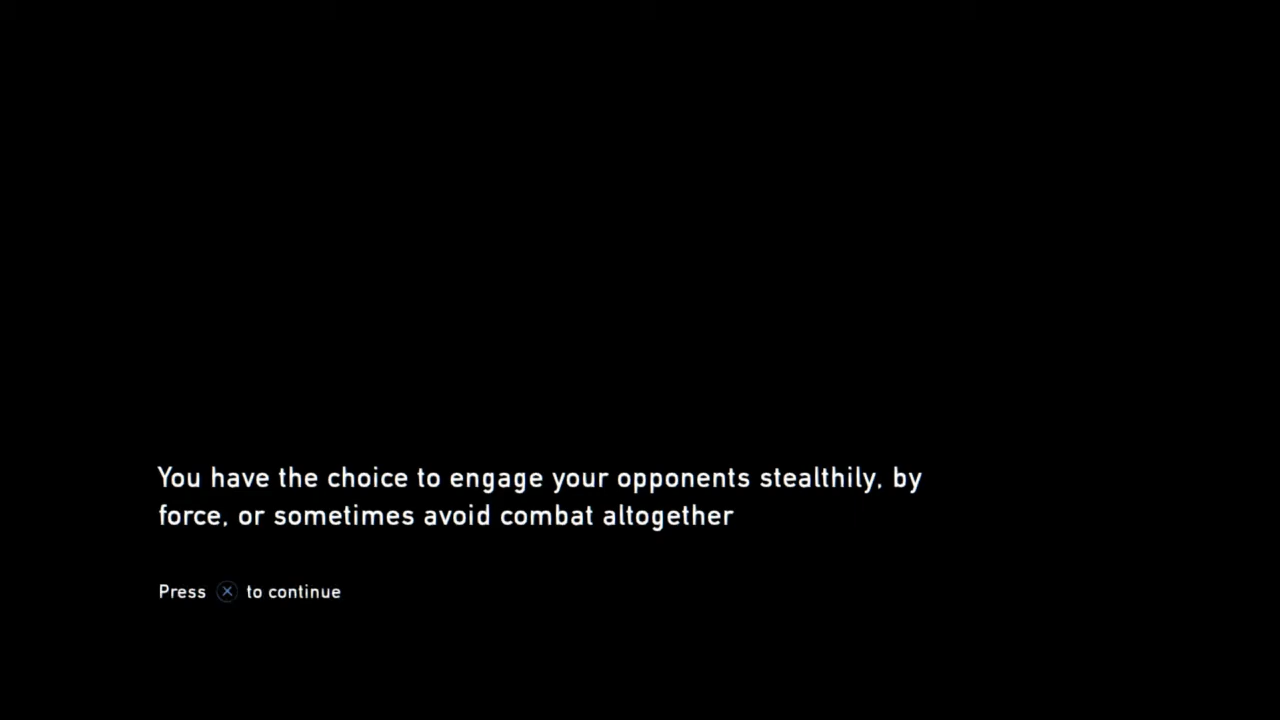 You have the choice to engage your opponents stealthily, by
force, or sometimes avoid combat altogether
Press ⓧ to continue